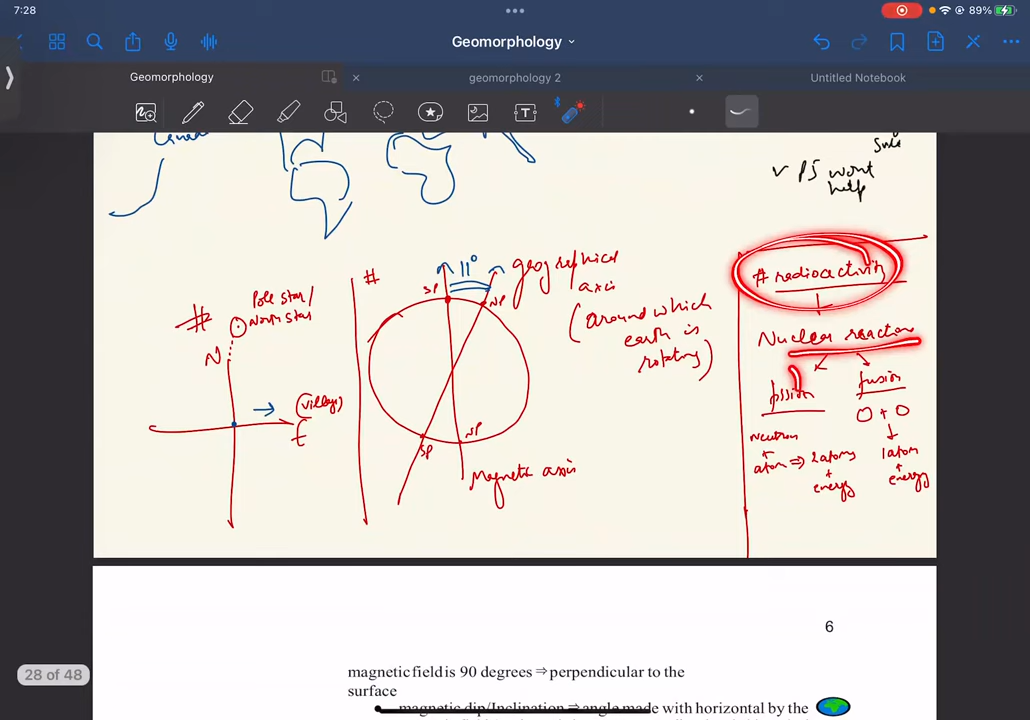 7:28
89%
Geomorphology
Geomorphology
geomorphology 2
Untitled Notebook
v PJ wont
help
#
Pole star/
North star
N
(village)
E
#
11°
SP
NP
geographical
axis
(around which
earth is
rotating)
SP
NP
Magnetic axis
# radioactivity
Nuclear reaction
fission
fusion
O + O
Neutron
+
atom ⇒ 2 atoms
+
energy
1 atom
+
energy
6
28 of 48
magnetic field is 90 degrees ⇒ perpendicular to the
surface
magnetic dip/Inclination ⇒ angle made with horizontal by the